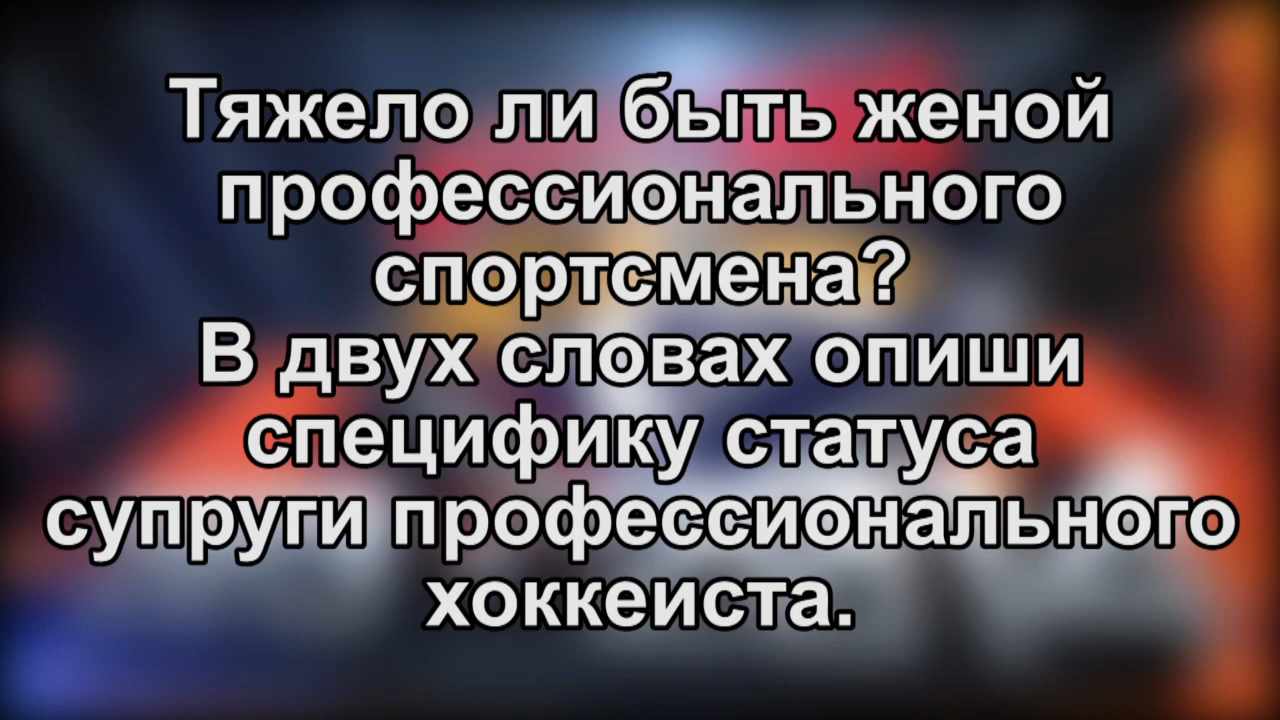 Тяжело ли быть женой
профессионального
спортсмена?
В двух словах опиши
специфику статуса
супруги профессионального
хоккеиста.